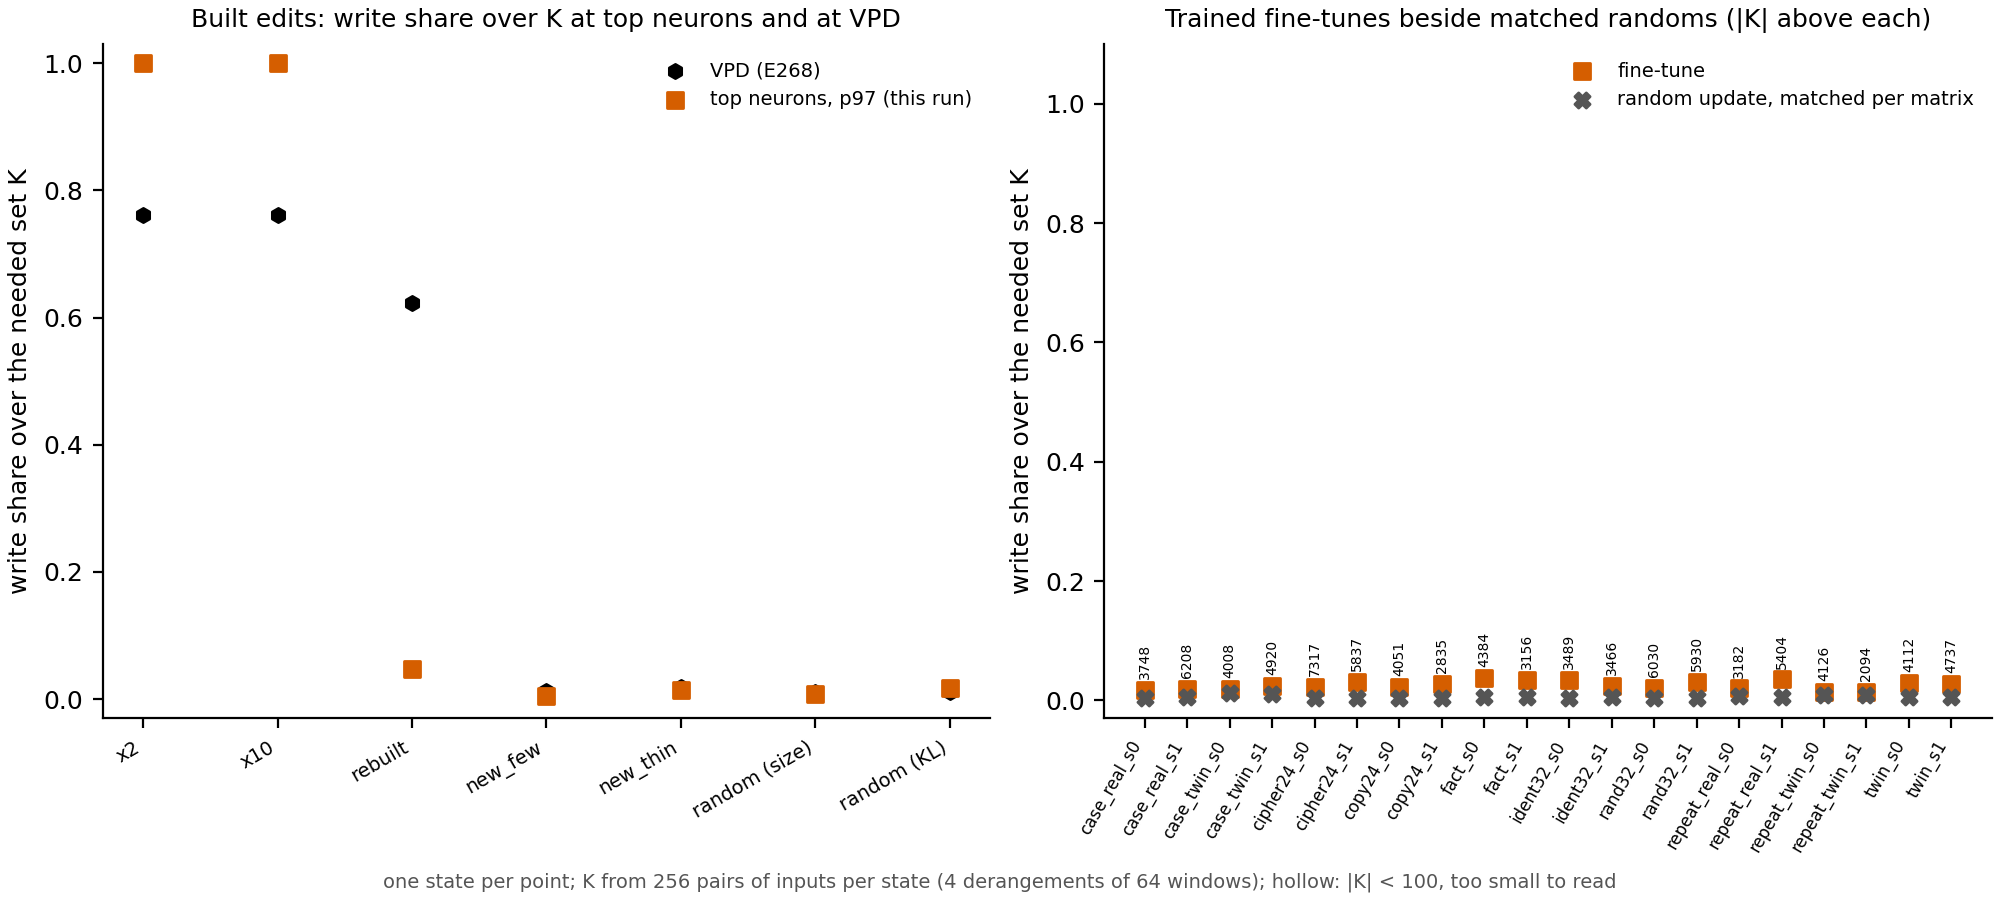 Built edits: write share over K at top neurons and at VPD
write share over the needed set K
1.0
0.8
0.6
0.4
0.2
0.0
VPD (E268)
top neurons, p97 (this run)
x2
x10
rebuilt
new_few
new_thin
random (size)
random (KL)
Trained fine-tunes beside matched randoms (|K| above each)
write share over the needed set K
1.0
0.8
0.6
0.4
0.2
0.0
fine-tune
random update, matched per matrix
3748
6208
4008
4920
7317
5837
4051
2835
4384
3156
3489
3466
6030
5930
3182
5404
4126
2094
4112
4737
case_real_s0
case_real_s1
case_twin_s0
case_twin_s1
cipher24_s0
cipher24_s1
copy24_s0
copy24_s1
fact_s0
fact_s1
ident32_s0
ident32_s1
rand32_s0
rand32_s1
repeat_real_s0
repeat_real_s1
repeat_twin_s0
repeat_twin_s1
twin_s0
twin_s1
one state per point; K from 256 pairs of inputs per state (4 derangements of 64 windows); hollow: |K| < 100, too small to read